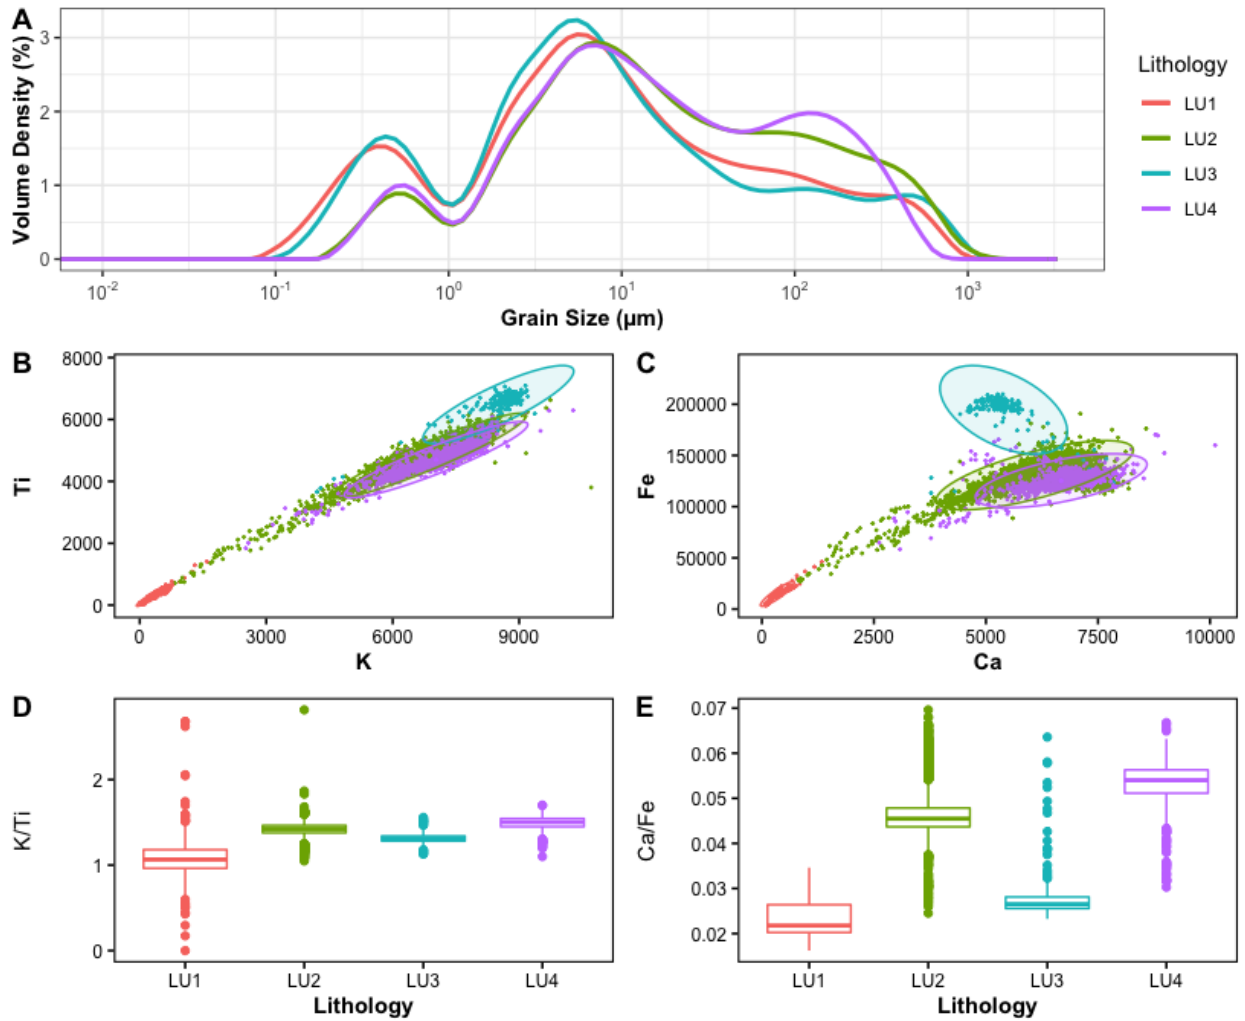 A
Volume Density (%)
3
2
1
0
10-2
10-1
100
101
102
103
Grain Size (µm)
Lithology
LU1
LU2
LU3
LU4
B
Ti
8000
6000
4000
2000
0
0
3000
6000
9000
K
C
Fe
200000
150000
100000
50000
0
0
2500
5000
7500
10000
Ca
D
K/Ti
2
1
0
LU1
LU2
LU3
LU4
Lithology
E
Ca/Fe
0.07
0.06
0.05
0.04
0.03
0.02
LU1
LU2
LU3
LU4
Lithology